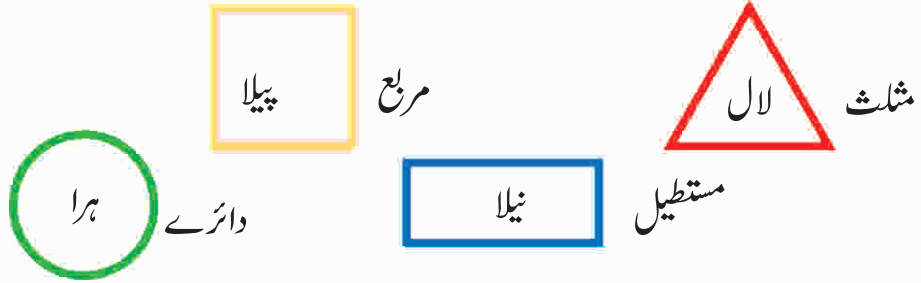 مثلث لال مربع پیلا
مستطیل نیلا دائرے ہرا